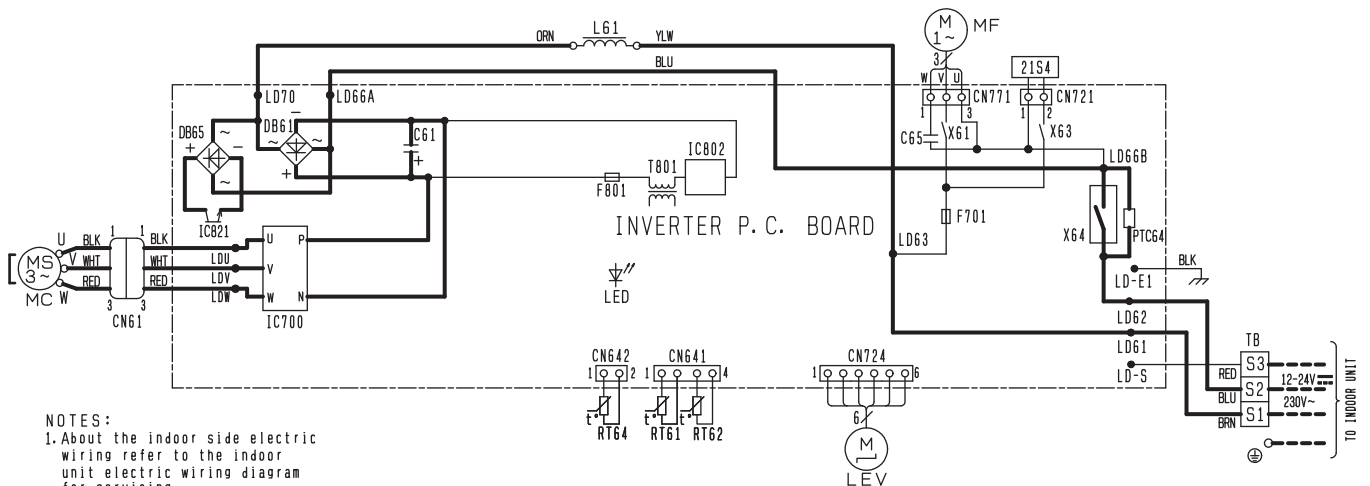 L61
ORN
YLW
BLU
M
1~
MF
3
W V U
CN771
1
3
21S4
CN721
1
2
LD70
LD66A
DB65
DB61
~
-
+
~
-
~
~
+
C61
+
IC821
F801
T801
IC802
C65
X61
X63
LD66B
F701
LD63
X64
PTC64
INVERTER P.C. BOARD
LED
MS
3~
MC
U
V
W
BLK
WHT
RED
1
1
3
3
CN61
BLK
WHT
RED
LDU
LDV
LDW
U
V
W
P
N
IC700
BLK
LD-E1
LD62
LD61
LD-S
TB
S3
S2
S1
RED
BLU
BRN
12-24V
230V~
TO INDOOR UNIT
CN642
1
2
t°
RT64
CN641
1
4
t°
RT61
t°
RT62
CN724
1
6
6
M
LEV
NOTES:
1. About the indoor side electric
wiring refer to the indoor
unit electric wiring diagram
for servicing.